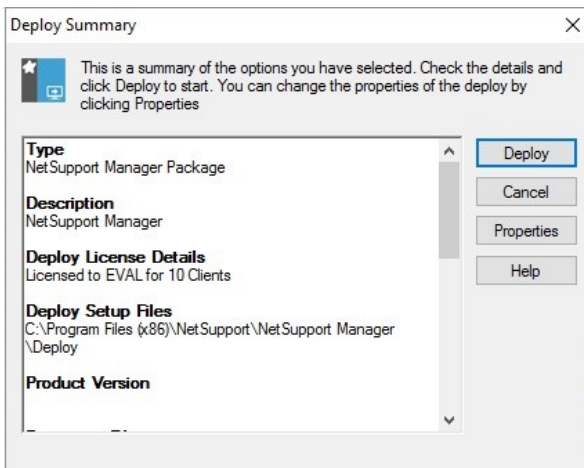 Deploy Summary
This is a summary of the options you have selected. Check the details and
click Deploy to start. You can change the properties of the deploy by
clicking Properties
Type
NetSupport Manager Package
Description
NetSupport Manager
Deploy License Details
Licensed to EVAL for 10 Clients
Deploy Setup Files
C:\Program Files (x86)\NetSupport\NetSupport Manager
\Deploy
Product Version
Deploy
Cancel
Properties
Help